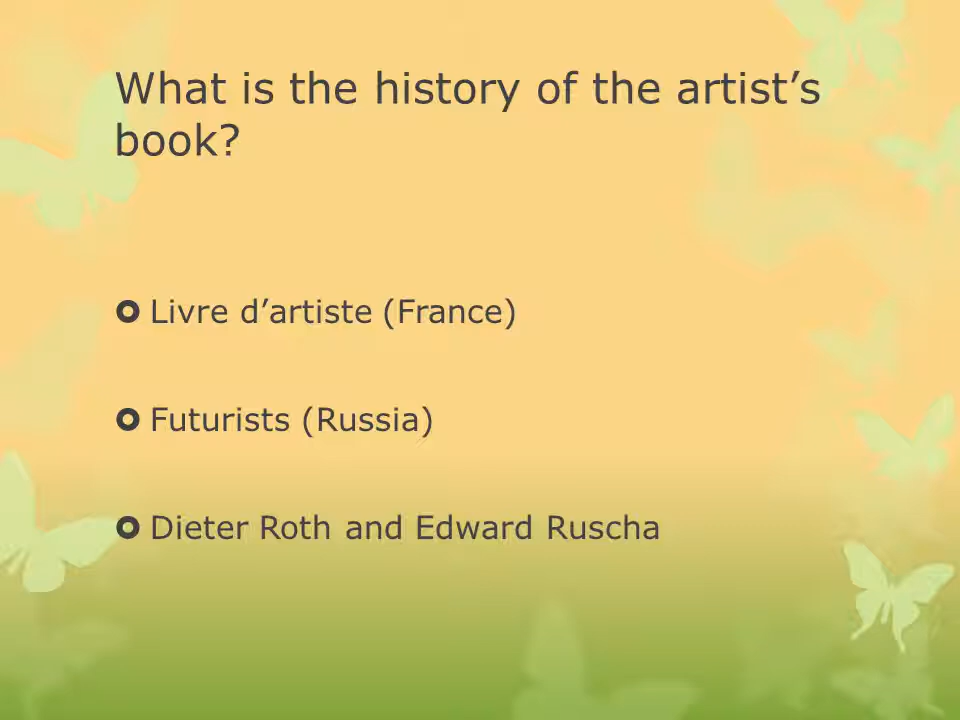 What is the history of the artist’s
book?
Livre d’artiste (France)
Futurists (Russia)
Dieter Roth and Edward Ruscha